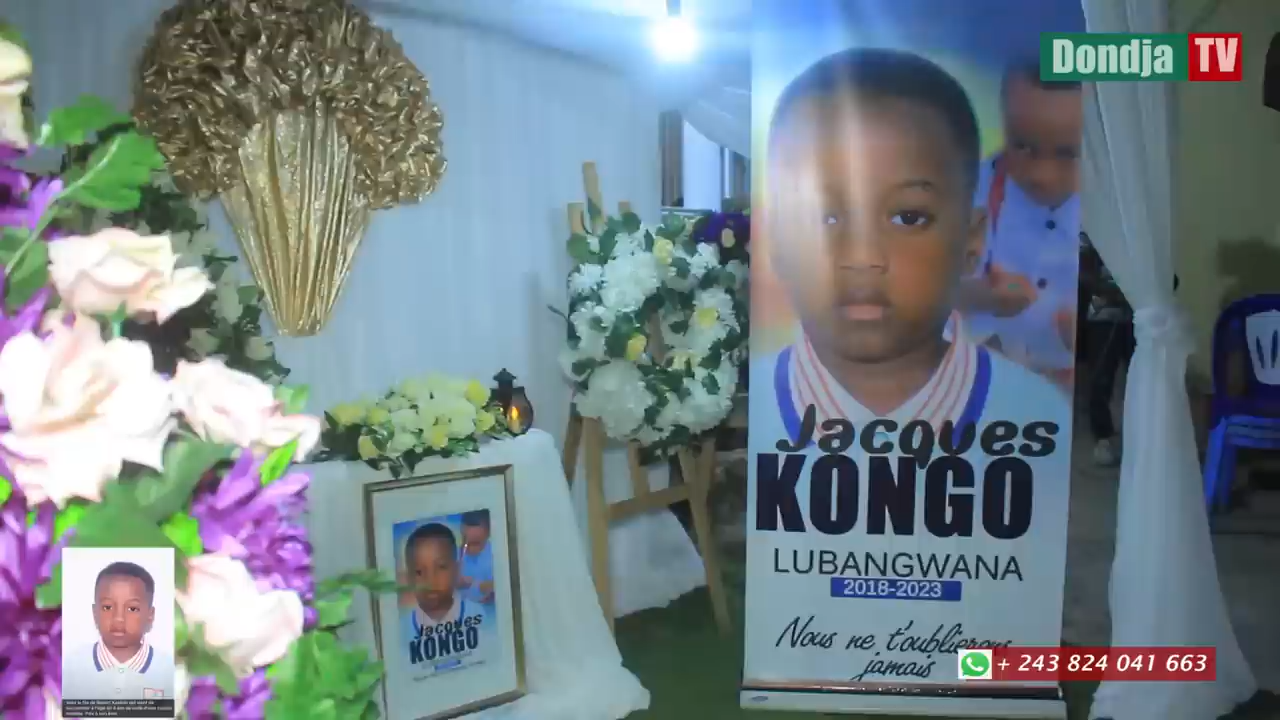 Dondja TV
Jacques
KONGO
LUBANGWANA
2018-2023
Nous ne t'oublierons
jamais
+ 243 824 041 663
Jacques
KONGO